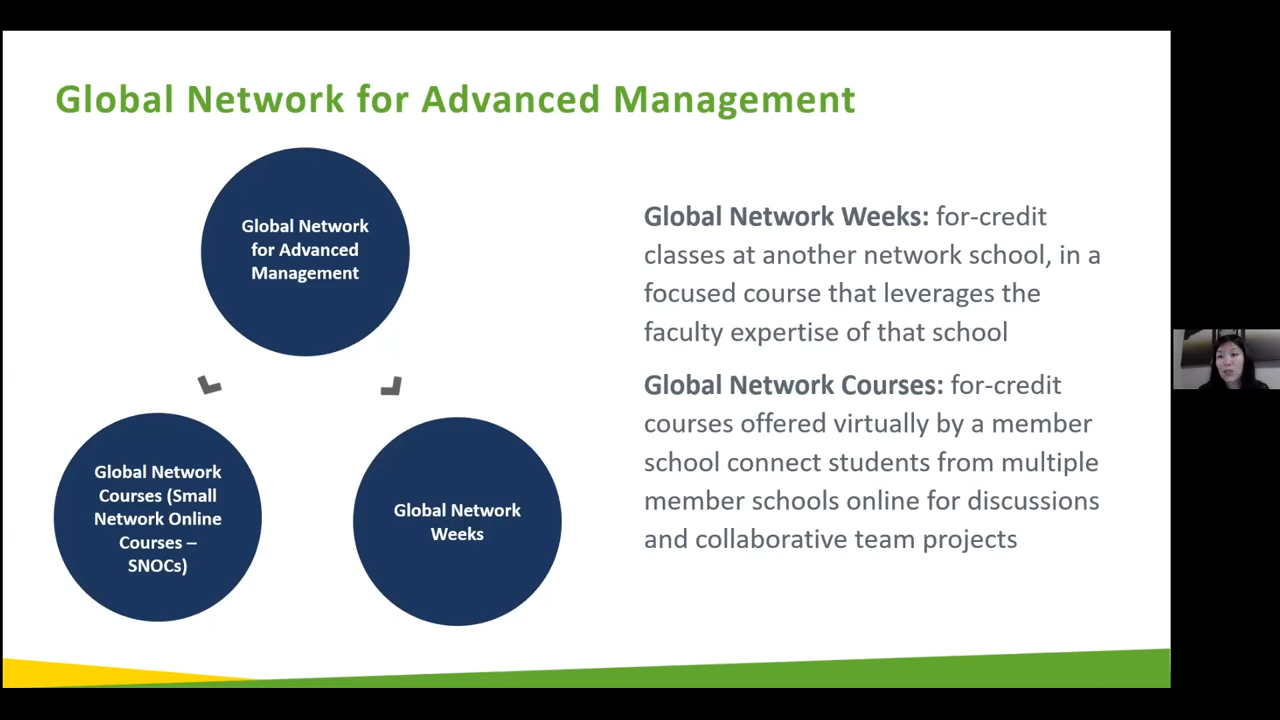 Global Network for Advanced Management
Global Network
for Advanced
Management
Global Network
Courses (Small
Network Online
Courses –
SNOCs)
Global Network
Weeks
Global Network Weeks: for-credit
classes at another network school, in a
focused course that leverages the
faculty expertise of that school
Global Network Courses: for-credit
courses offered virtually by a member
school connect students from multiple
member schools online for discussions
and collaborative team projects